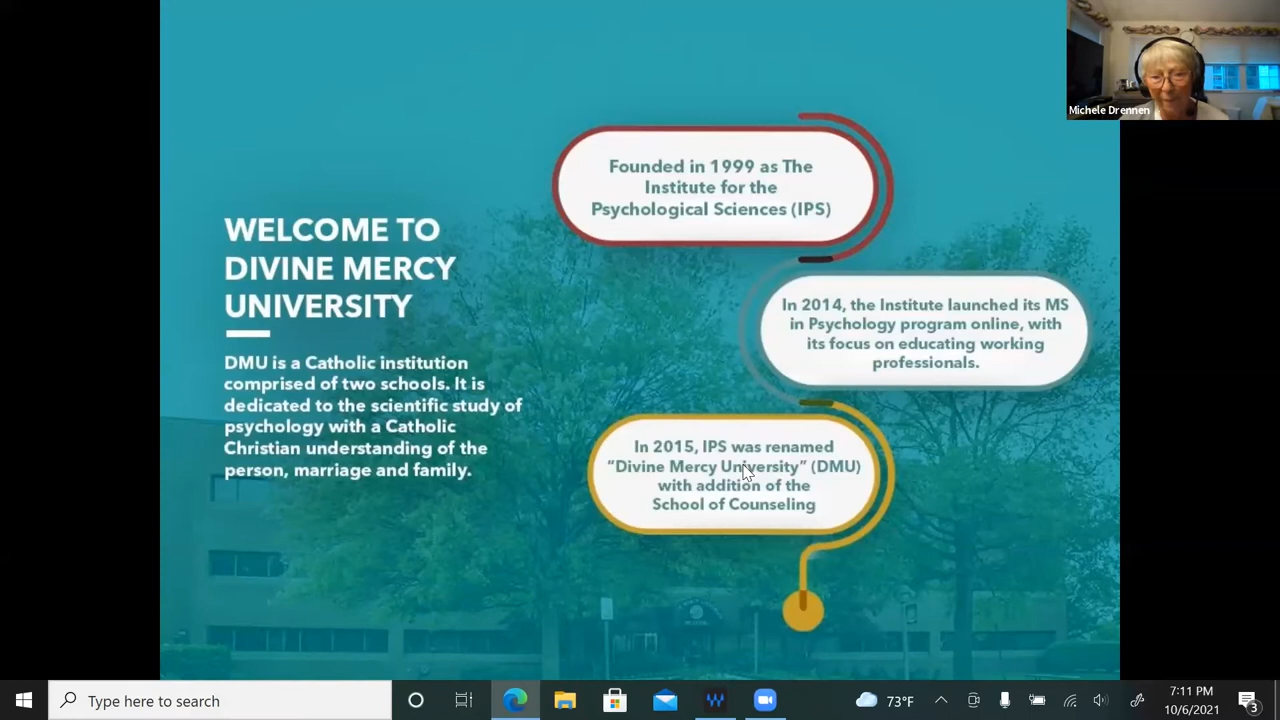 Michele Drennen
Founded in 1999 as The
Institute for the
Psychological Sciences (IPS)
WELCOME TO
DIVINE MERCY
UNIVERSITY
DMU is a Catholic institution
comprised of two schools. It is
dedicated to the scientific study of
psychology with a Catholic
Christian understanding of the
person, marriage and family.
In 2014, the Institute launched its MS
in Psychology program online, with
its focus on educating working
professionals.
In 2015, IPS was renamed
“Divine Mercy University” (DMU)
with addition of the
School of Counseling
Type here to search
73°F
7:11 PM
10/6/2021
3